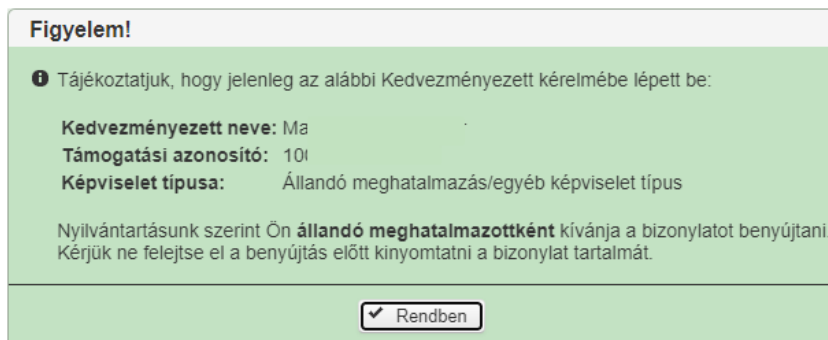 Figyelem!
Tájékoztatjuk, hogy jelenleg az alábbi Kedvezményezett kérelmébe lépett be:
Kedvezményezett neve: Ma
Támogatási azonosító: 10
Képviselet típusa: Állandó meghatalmazás/egyéb képviselet típus
Nyilvántartásunk szerint Ön állandó meghatalmazottként kívánja a bizonylatot benyújtani.
Kérjük ne felejtse el a benyújtás előtt kinyomtatni a bizonylat tartalmát.
Rendben